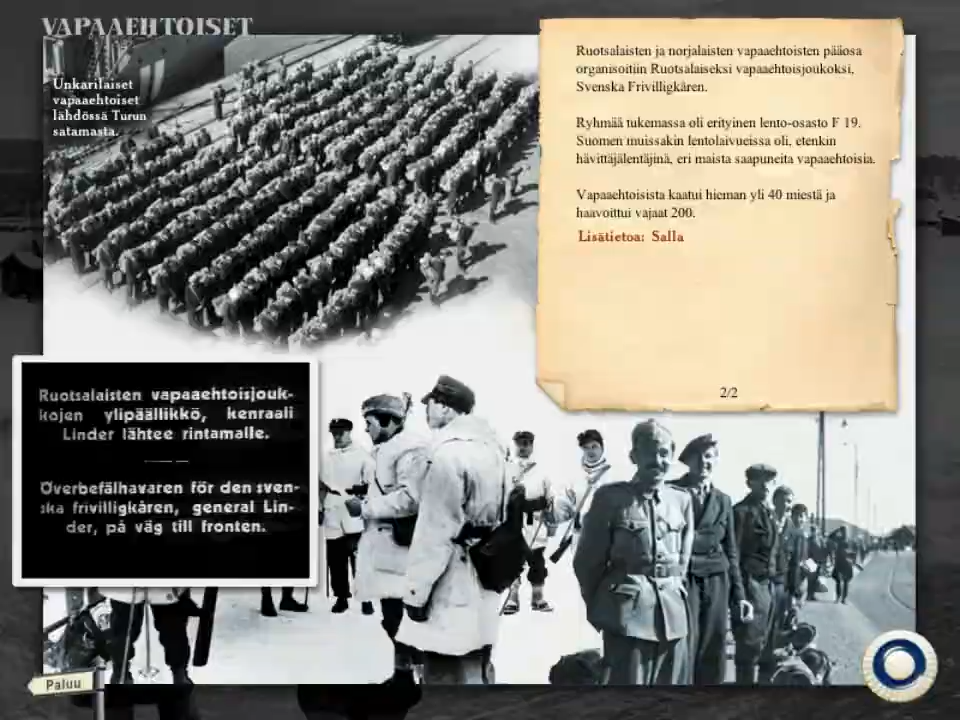 VAPAAEHTOISET
Unkarilaiset
vapaaehtoiset
lähdössä Turun
satamasta.
Ruotsalaisten ja norjalaisten vapaaehtoisten pääosa
organisoitiin Ruotsalaiseksi vapaaehtoisjoukoksi,
Svenska Frivilligkåren.
Ryhmää tukemassa oli erityinen lento-osasto F 19.
Suomen muissakin lentolaivueissa oli, etenkin
hävittäjälentäjinä, eri maista saapuneita vapaaehtoisia.
Vapaaehtoisista kaatui hieman yli 40 miestä ja
haavoittui vajaat 200.
Lisätietoa: Salla
2/2
Ruotsalaisten vapaaehtoisjouk-
kojen ylipäällikkö, kenraali
Linder lähtee rintamalle.
Överbefälhavaren för den sven-
ska frivilligkåren, general Lin-
der, på väg till fronten.
Paluu